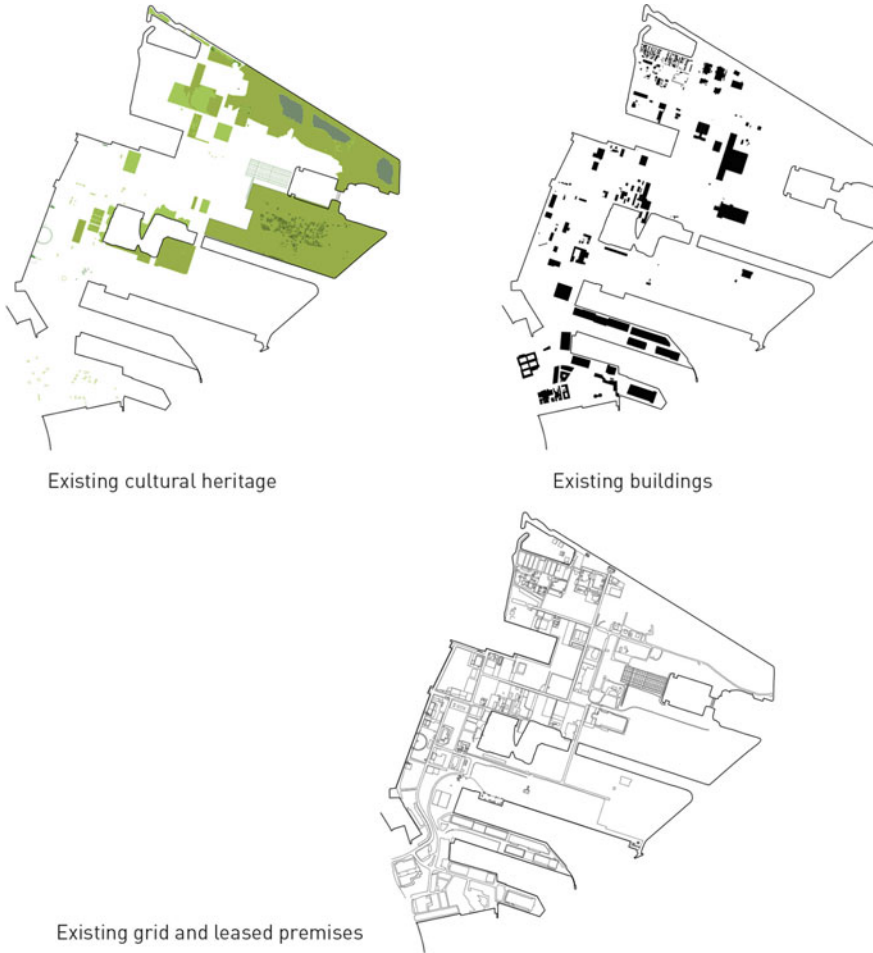 Existing cultural heritage
Existing buildings
Existing grid and leased premises